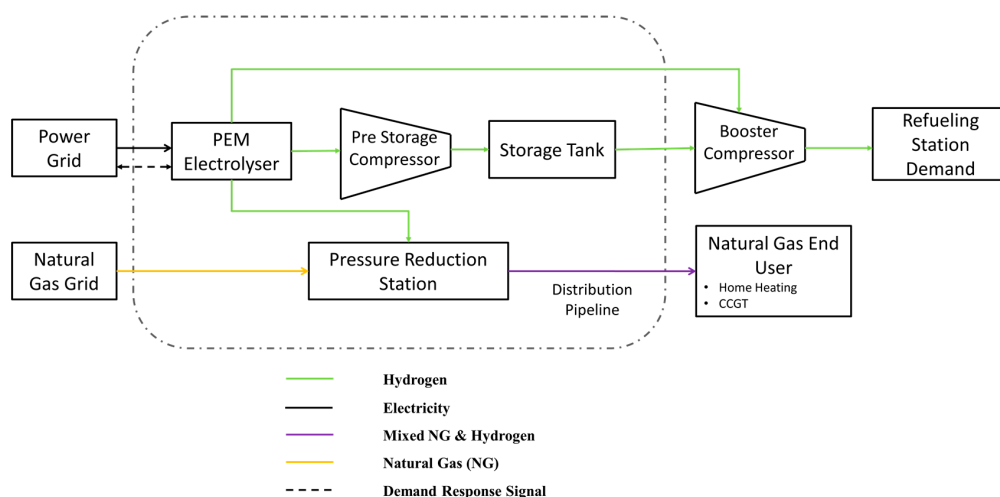 Power
Grid
PEM
Electrolyser
Pre Storage
Compressor
Storage Tank
Booster
Compressor
Refueling
Station
Demand
Natural
Gas Grid
Pressure Reduction
Station
Distribution
Pipeline
Natural Gas End
User
• Home Heating
• CCGT
Hydrogen
Electricity
Mixed NG & Hydrogen
Natural Gas (NG)
Demand Response Signal